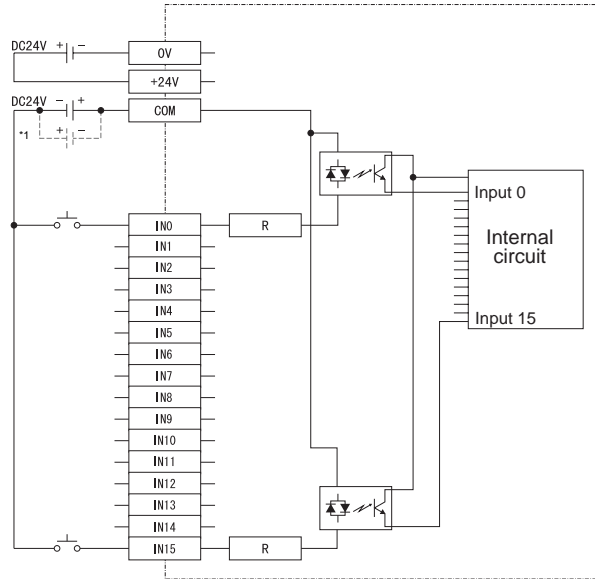 DC24V + - 0V
+24V
DC24V - + COM
*1 + -
Input 0
IN0 R
IN1
Internal
circuit
IN2
IN3
IN4
IN5
Input 15
IN6
IN7
IN8
IN9
IN10
IN11
IN12
IN13
IN14
IN15 R